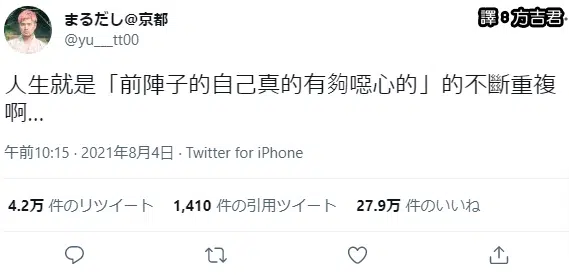 まるだし@京都
@yu___tt00
譯:方吉君
人生就是「前陣子的自己真的有夠噁心的」的不斷重複
啊...
午前10:15 · 2021年8月4日 · Twitter for iPhone
4.2万 件のリツイート 1,410 件の引用ツイート 27.9万 件のいいね